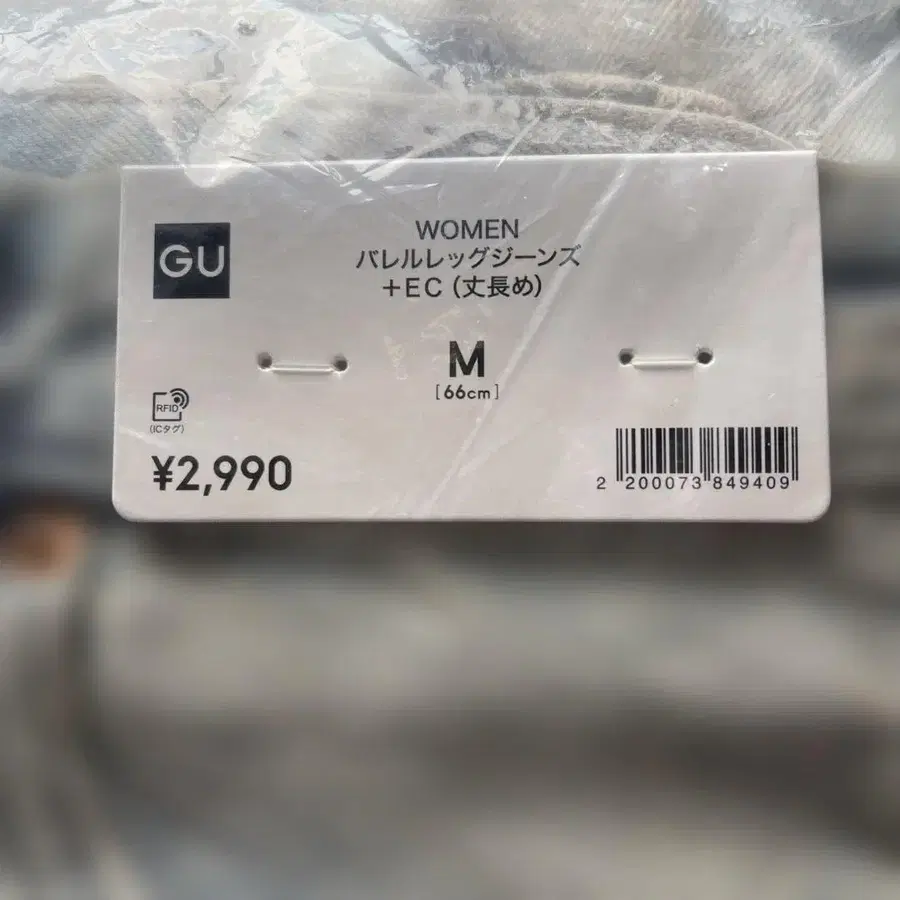 GU
WOMEN
バレルレッグジーンズ
+EC (丈長め)
M
[66cm]
RFID
(ICタグ)
¥2,990
2 200073 849409